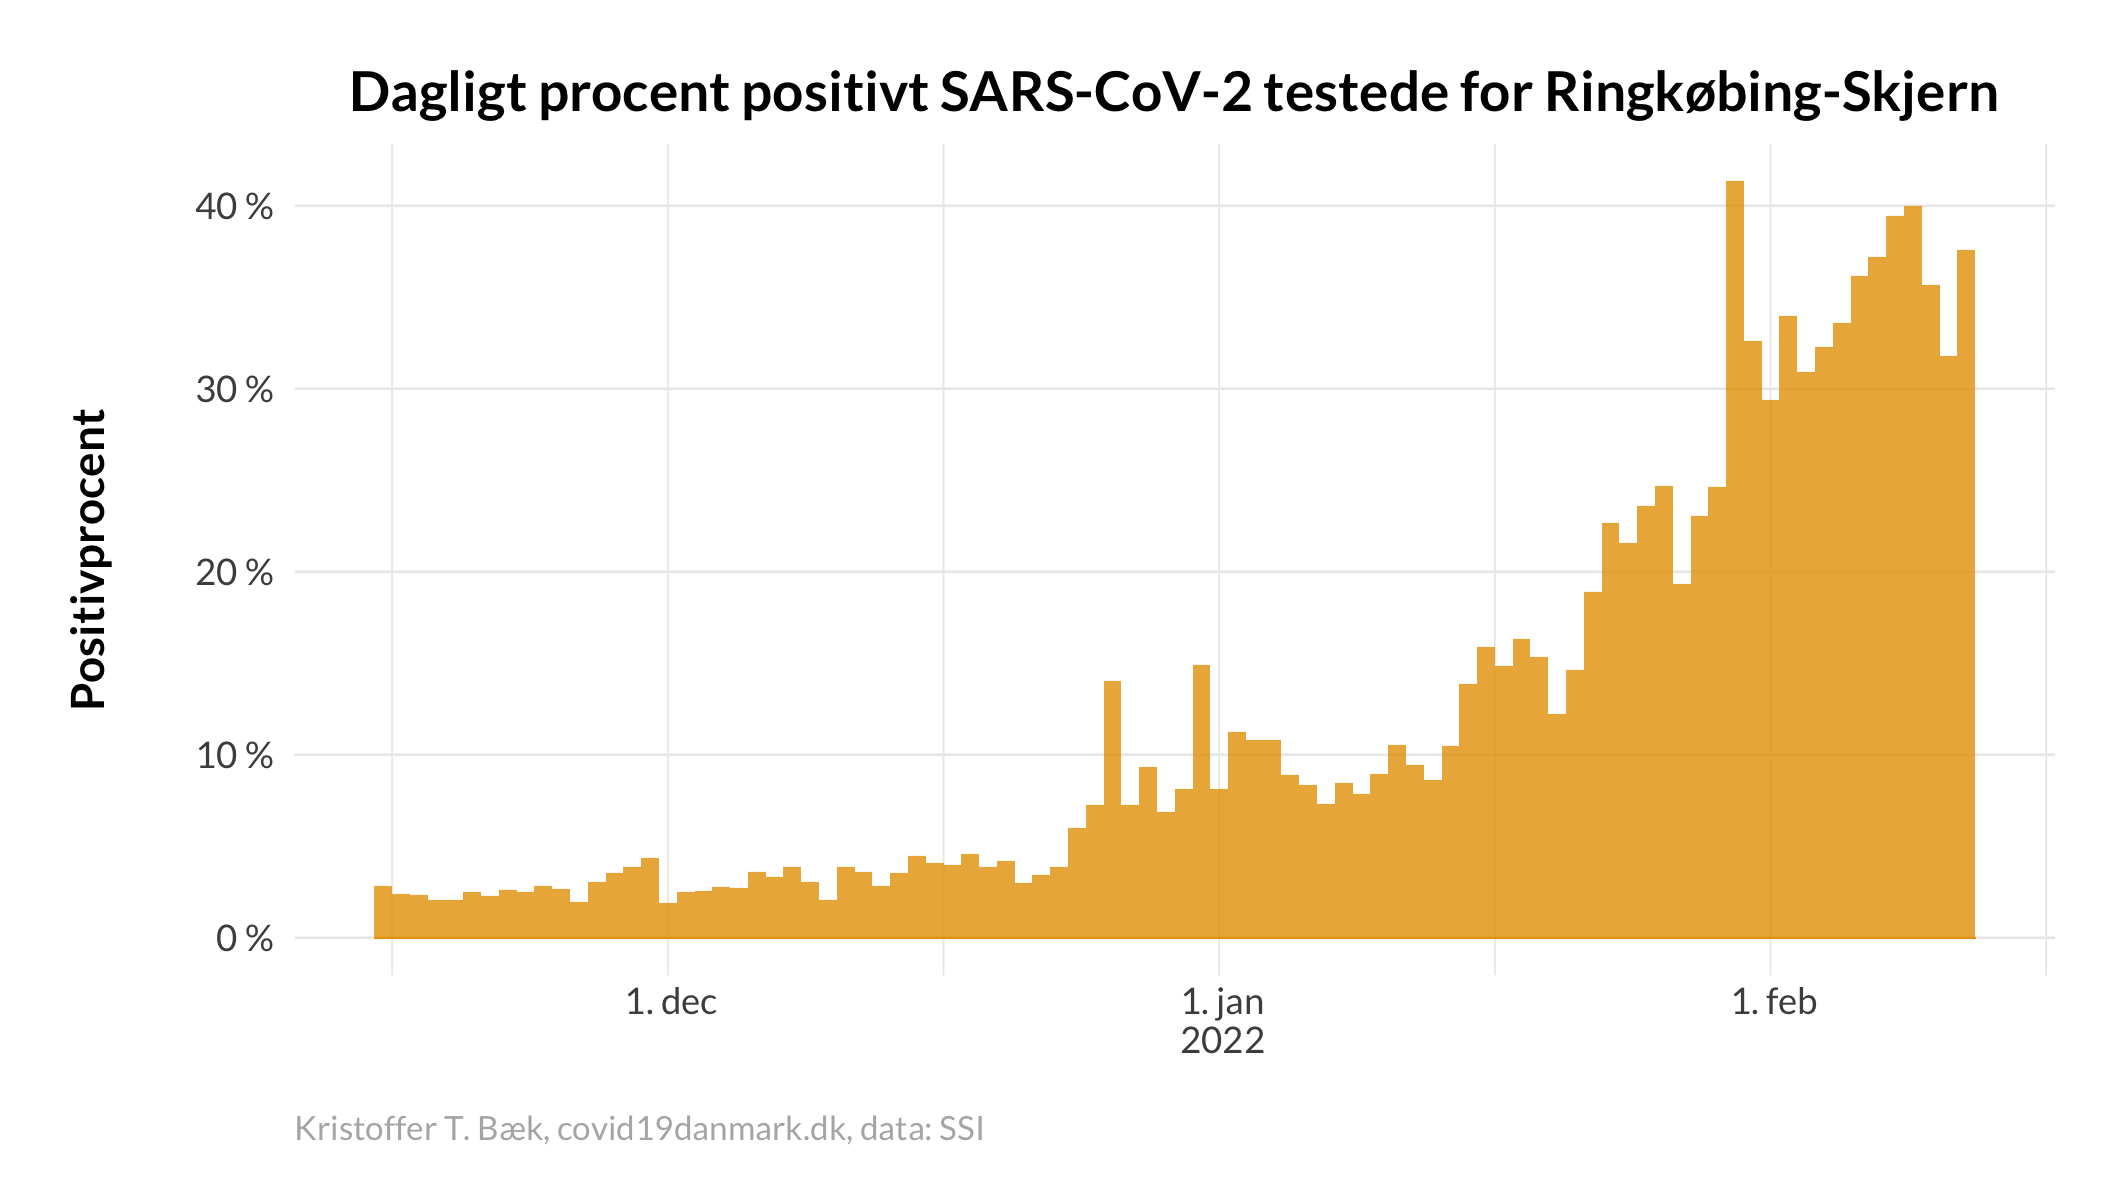 Dagligt procent positivt SARS-CoV-2 testede for Ringkøbing-Skjern
Positivprocent
40 %
30 %
20 %
10 %
0 %
1. dec
1. jan
2022
1. feb
Kristoffer T. Bæk, covid19danmark.dk, data: SSI